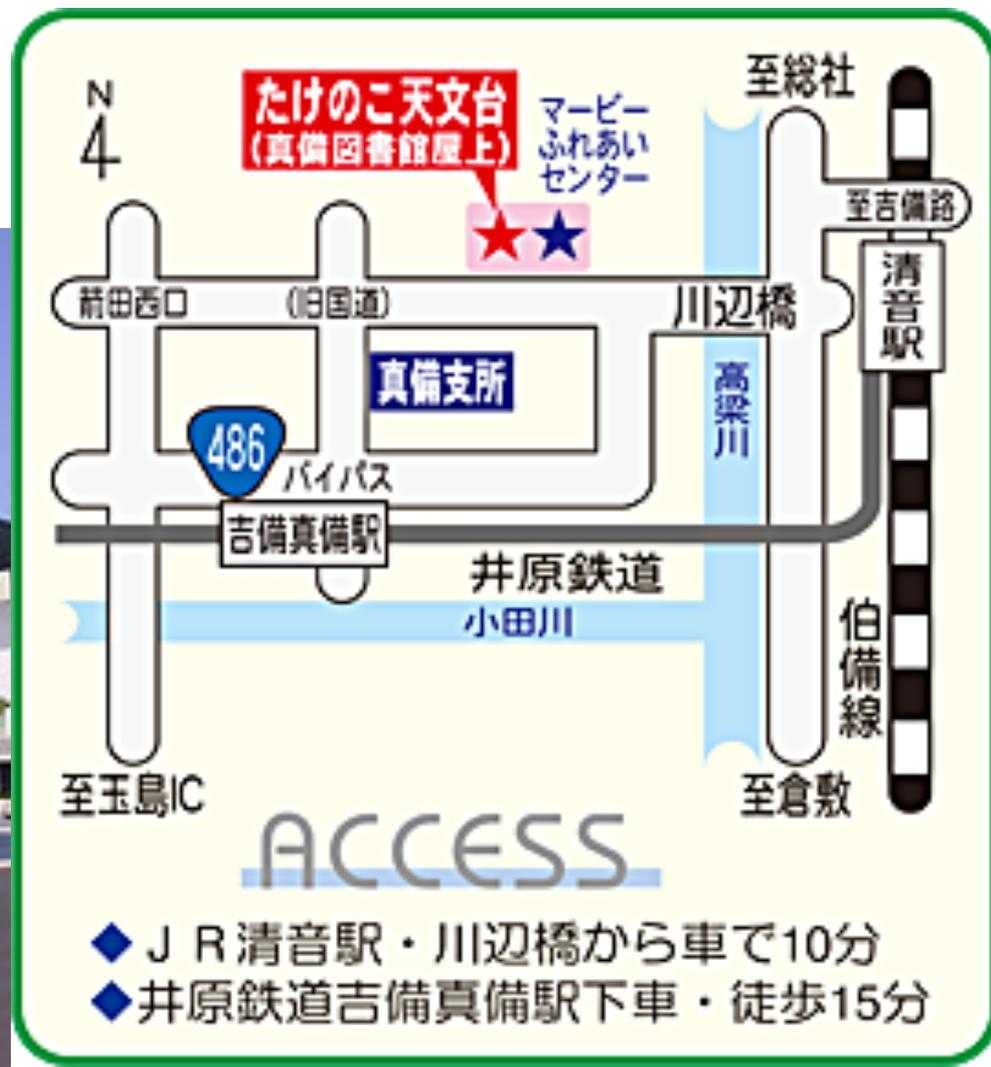 N
たけのこ天文台
(真備図書館屋上)
マービー
ふれあい
センター
至総社
至吉備路
清音駅
箭田西口
(旧国道)
川辺橋
真備支所
高梁川
486
バイパス
吉備真備駅
井原鉄道
小田川
伯備線
至玉島IC
至倉敷
ACCESS
◆JR清音駅・川辺橋から車で10分
◆井原鉄道吉備真備駅下車・徒歩15分